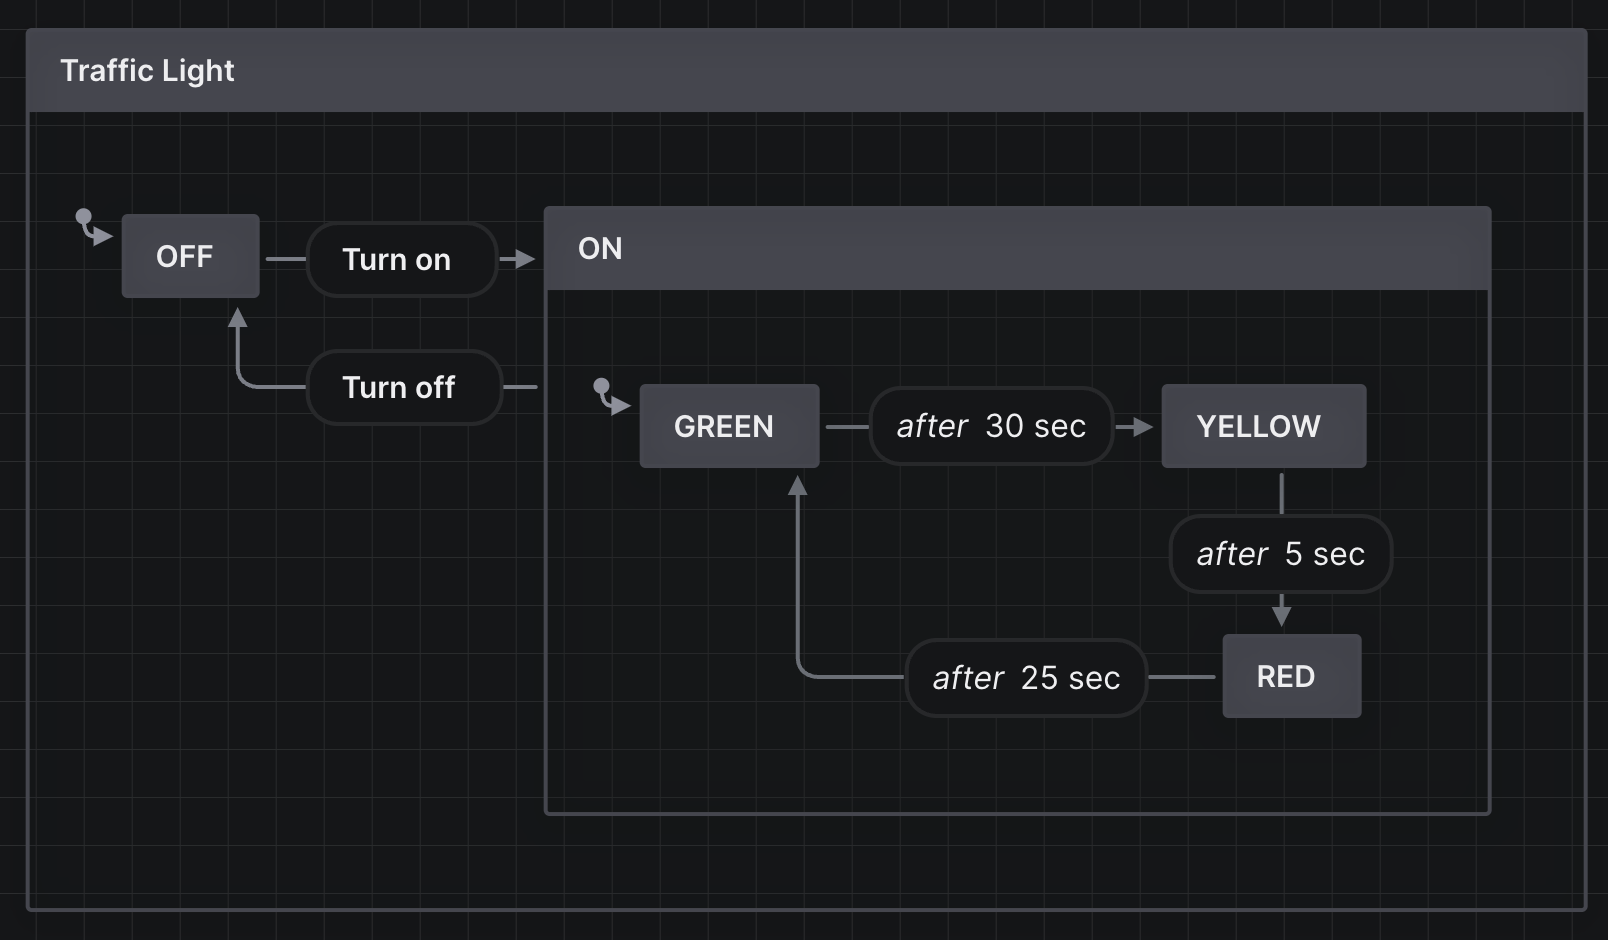 Traffic Light
OFF
Turn on
ON
Turn off
GREEN
after 30 sec
YELLOW
after 5 sec
after 25 sec
RED